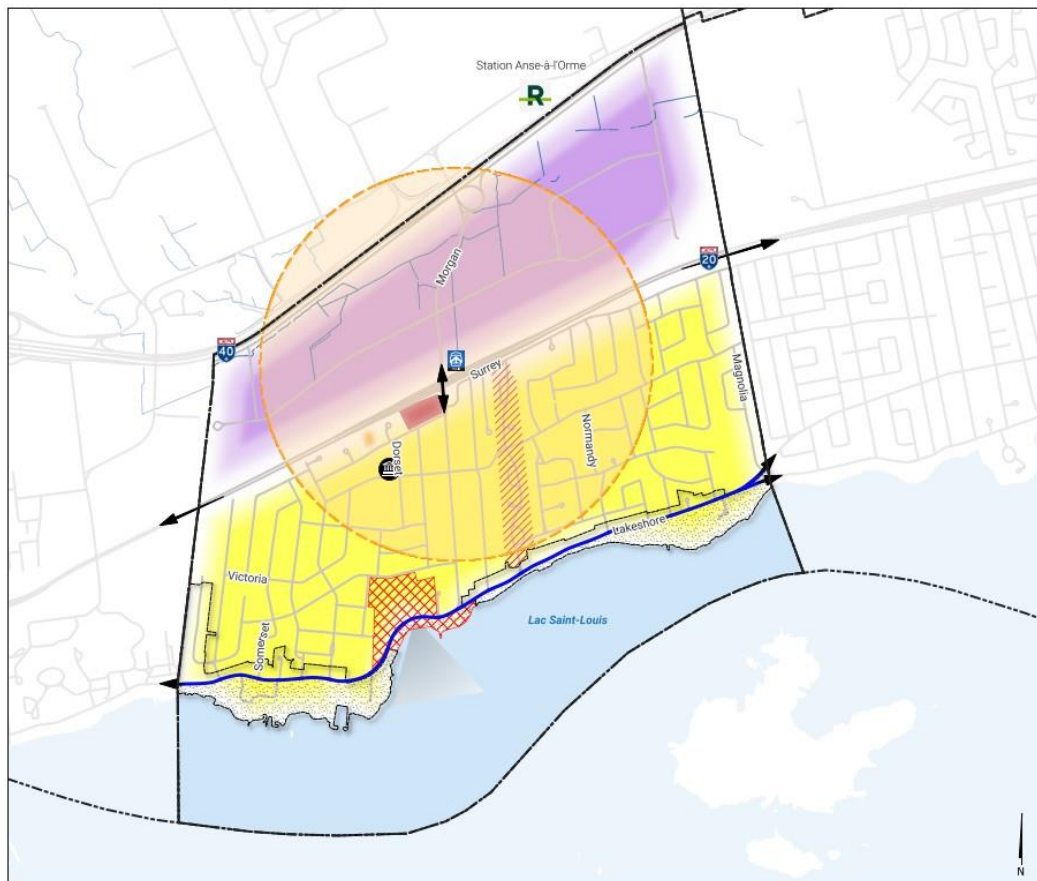 Station Anse-à-l'Orme
R
Morgan
20
40
Surrey
Magnolia
Normandy
Dorset
Lakeshore
Victoria
Lac Saint-Louis
Somerset
N